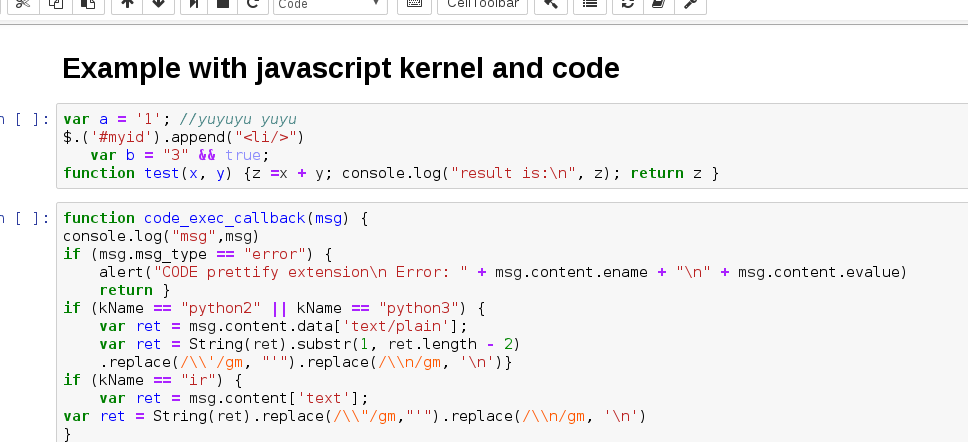 Code
CellToolbar
Example with javascript kernel and code
n [ ]:
var a = '1'; //yuyuyu yuyu
$.('#myid').append("<li/>")
   var b = "3" && true;
function test(x, y) {z =x + y; console.log("result is:\n", z); return z }
n [ ]:
function code_exec_callback(msg) {
console.log("msg",msg)
if (msg.msg_type == "error") {
    alert("CODE prettify extension\n Error: " + msg.content.ename + "\n" + msg.content.evalue)
    return }
if (kName == "python2" || kName == "python3") {
    var ret = msg.content.data['text/plain'];
    var ret = String(ret).substr(1, ret.length - 2)
    .replace(/\\'/gm, "'").replace(/\\n/gm, '\n')}
if (kName == "ir") {
    var ret = msg.content['text'];
var ret = String(ret).replace(/\\"/gm,"'").replace(/\\n/gm, '\n')
}